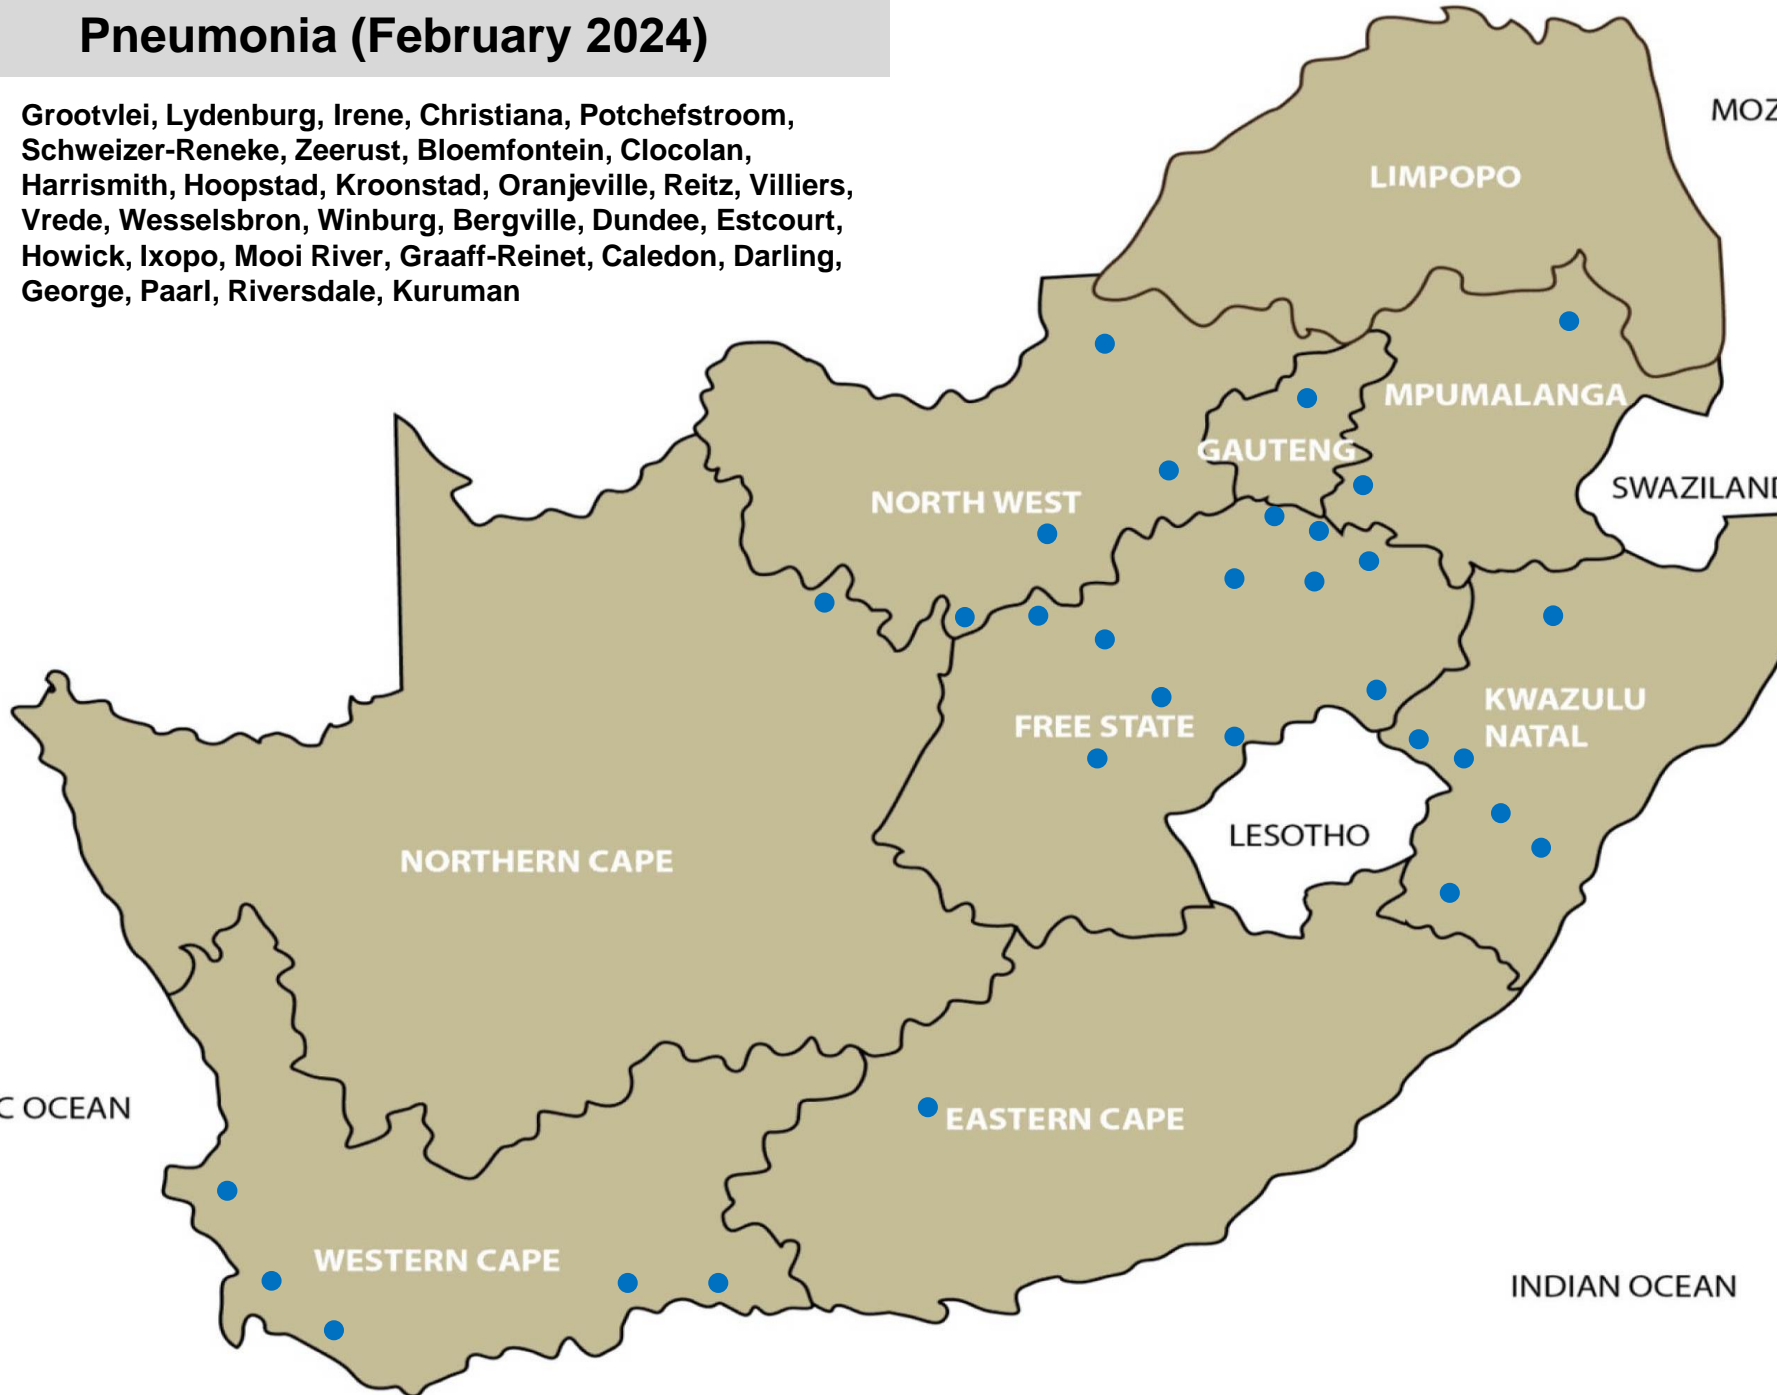 Pneumonia (February 2024)
Grootvlei, Lydenburg, Irene, Christiana, Potchefstroom,
Schweizer-Reneke, Zeerust, Bloemfontein, Clocolan,
Harrismith, Hoopstad, Kroonstad, Oranjeville, Reitz, Villiers,
Vrede, Wesselsbron, Winburg, Bergville, Dundee, Estcourt,
Howick, Ixopo, Mooi River, Graaff-Reinet, Caledon, Darling,
George, Paarl, Riversdale, Kuruman
MOZ
LIMPOPO
MPUMALANGA
GAUTENG
SWAZILAND
NORTH WEST
KWAZULU
NATAL
FREE STATE
LESOTHO
NORTHERN CAPE
C OCEAN
EASTERN CAPE
WESTERN CAPE
INDIAN OCEAN